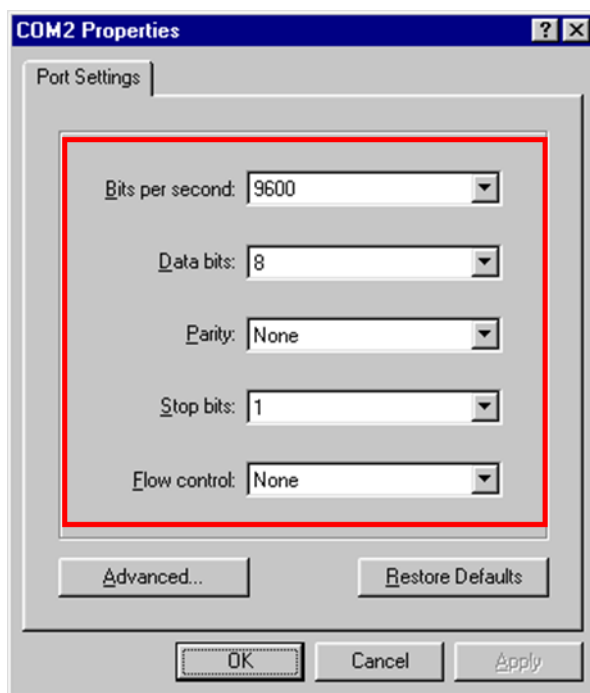 COM2 Properties
Port Settings
Bits per second: 9600
Data bits: 8
Parity: None
Stop bits: 1
Flow control: None
Advanced... Restore Defaults
OK Cancel Apply